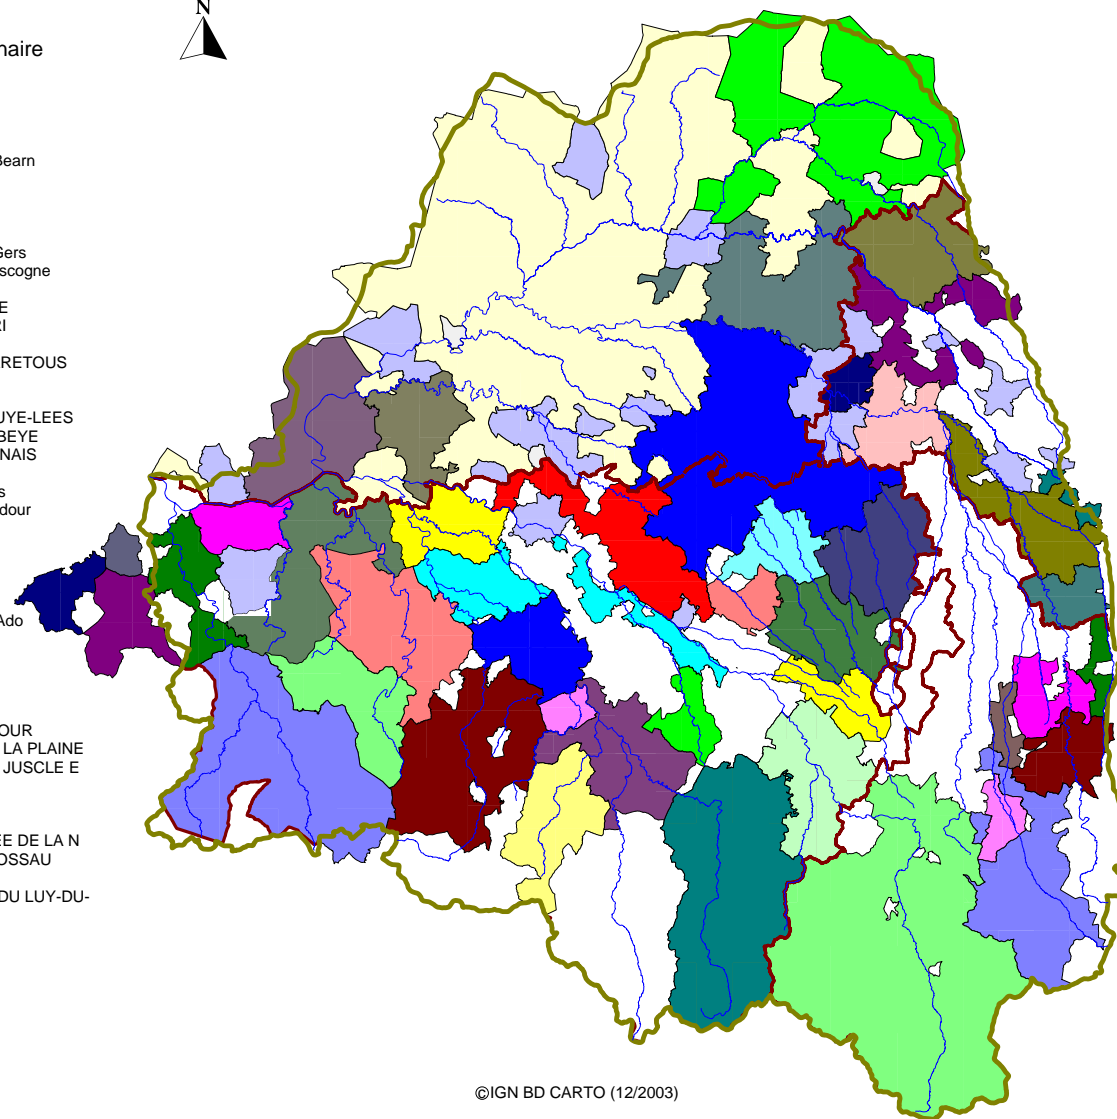 N
naire
Bearn
Gers
scogne
E
RI
RETOUS
UYE-LEES
BEYE
NAIS
s
dour
Ado
OUR
LA PLAINE
JUSCLE E
EE DE LA N
OSSAU
DU LUY-DU-
©IGN BD CARTO (12/2003)